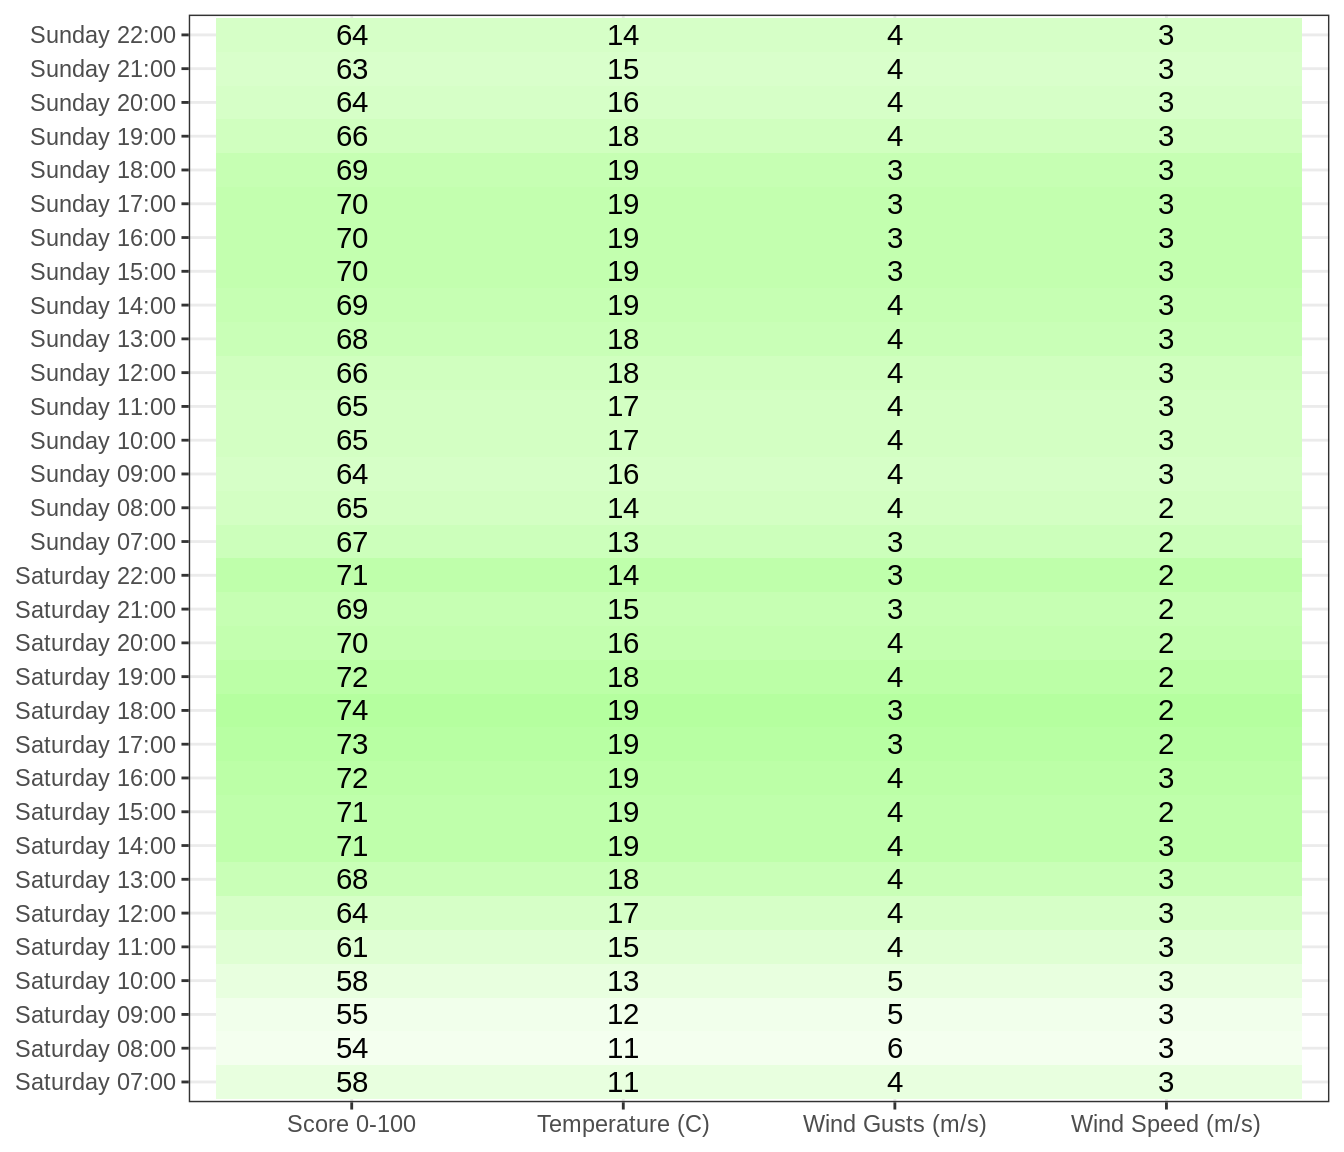 Sunday 22:00 64 14 4 3
Sunday 21:00 63 15 4 3
Sunday 20:00 64 16 4 3
Sunday 19:00 66 18 4 3
Sunday 18:00 69 19 3 3
Sunday 17:00 70 19 3 3
Sunday 16:00 70 19 3 3
Sunday 15:00 70 19 3 3
Sunday 14:00 69 19 4 3
Sunday 13:00 68 18 4 3
Sunday 12:00 66 18 4 3
Sunday 11:00 65 17 4 3
Sunday 10:00 65 17 4 3
Sunday 09:00 64 16 4 3
Sunday 08:00 65 14 4 2
Sunday 07:00 67 13 3 2
Saturday 22:00 71 14 3 2
Saturday 21:00 69 15 3 2
Saturday 20:00 70 16 4 2
Saturday 19:00 72 18 4 2
Saturday 18:00 74 19 3 2
Saturday 17:00 73 19 3 2
Saturday 16:00 72 19 4 3
Saturday 15:00 71 19 4 2
Saturday 14:00 71 19 4 3
Saturday 13:00 68 18 4 3
Saturday 12:00 64 17 4 3
Saturday 11:00 61 15 4 3
Saturday 10:00 58 13 5 3
Saturday 09:00 55 12 5 3
Saturday 08:00 54 11 6 3
Saturday 07:00 58 11 4 3
Score 0-100 Temperature (C) Wind Gusts (m/s) Wind Speed (m/s)